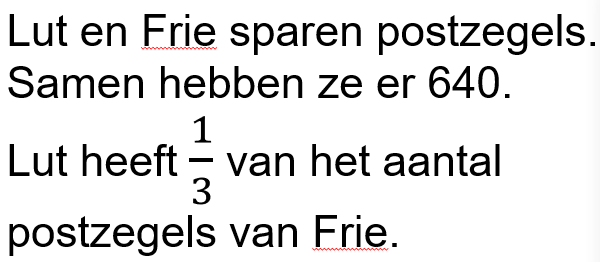 Lut en Frie sparen postzegels.
Samen hebben ze er 640.
Lut heeft 1/3 van het aantal
postzegels van Frie.